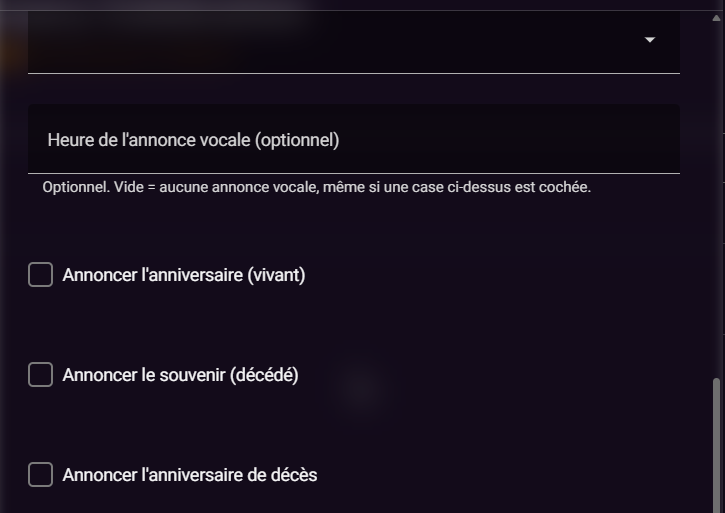 Heure de l'annonce vocale (optionnel)
Optionnel. Vide = aucune annonce vocale, même si une case ci-dessus est cochée.
Annoncer l'anniversaire (vivant)
Annoncer le souvenir (décédé)
Annoncer l'anniversaire de décès